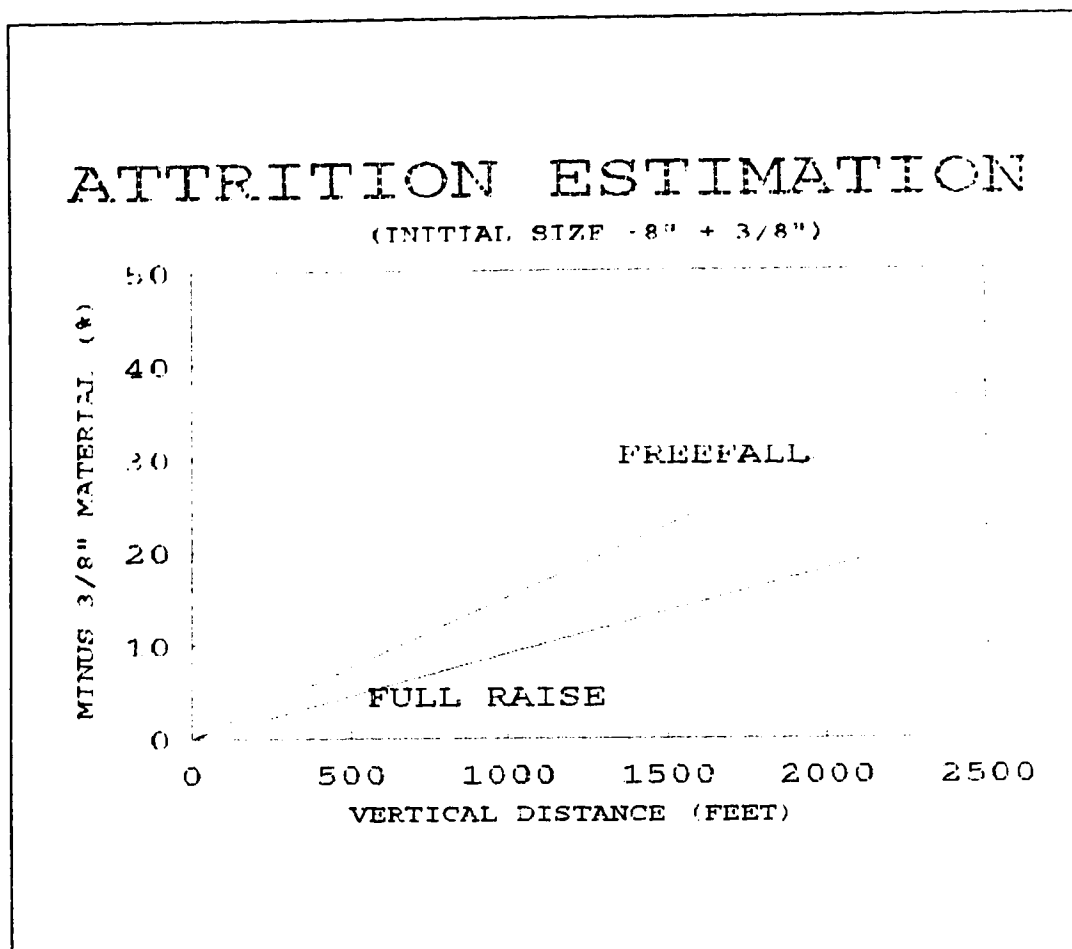 ATTRITION ESTIMATION
(INITIAL SIZE -8" + 3/8")
MINUS 3/8" MATERIAL (%)
50
40
30
20
10
0
FREEFALL
FULL RAISE
0 500 1000 1500 2000 2500
VERTICAL DISTANCE (FEET)